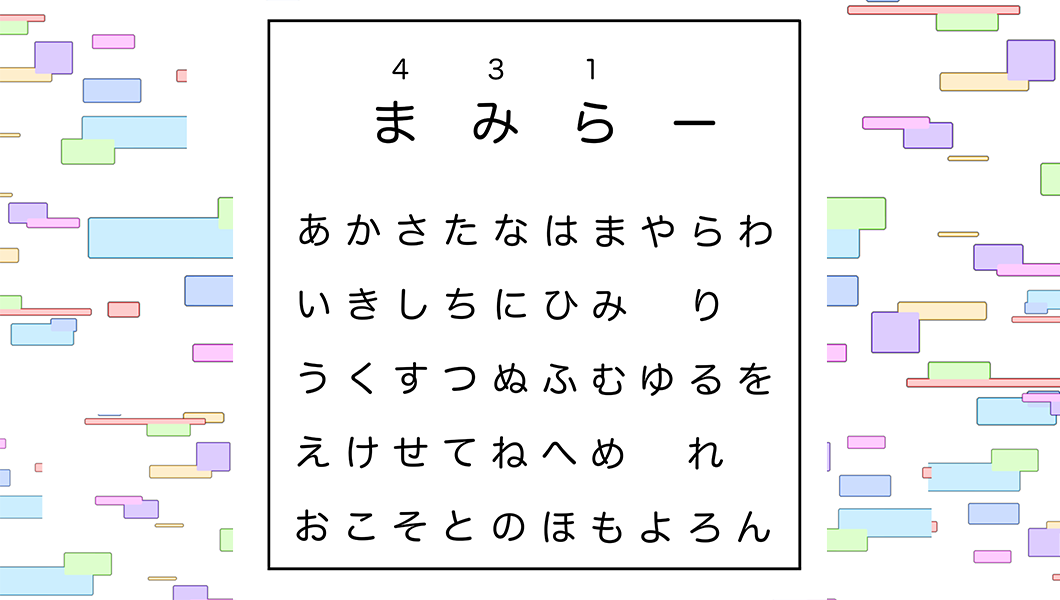 4 3 1
まみらー
あかさたなはまやらわ
いきしちにひみ り
うくすつぬふむゆるを
えけせてねへめ れ
おこそとのほもよろん